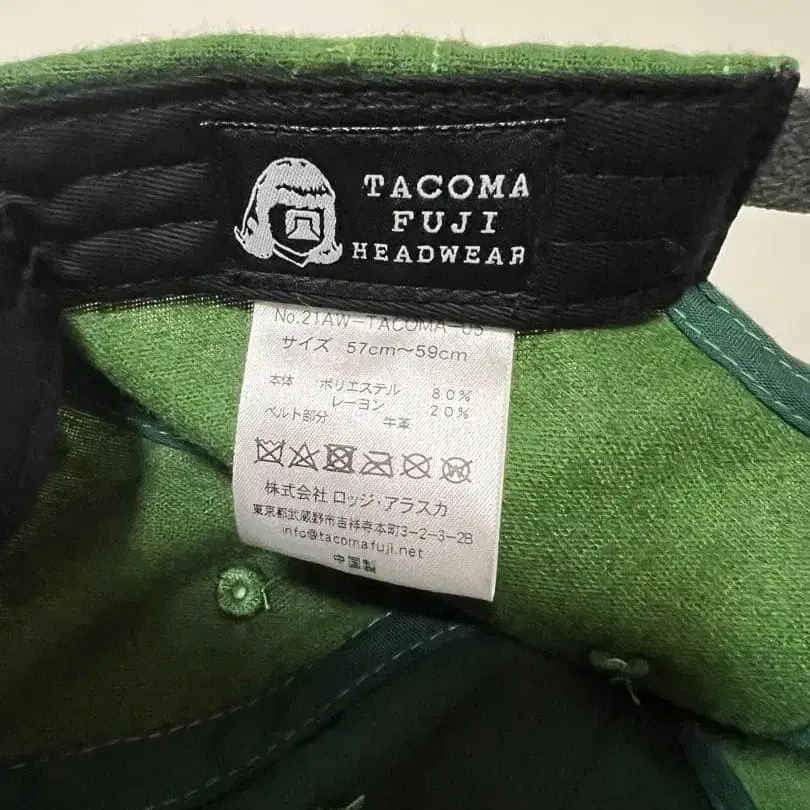 TACOMA
FUJI
HEADWEAR
No.21AW-TACOMA-05
サイズ 57cm～59cm
本体 ポリエステル 80%
レーヨン 20%
ベルト部分 牛革
株式会社 ロッジ・アラスカ
東京都武蔵野市吉祥寺本町3-2-3-2B
info@tacomafuji.net
中国製